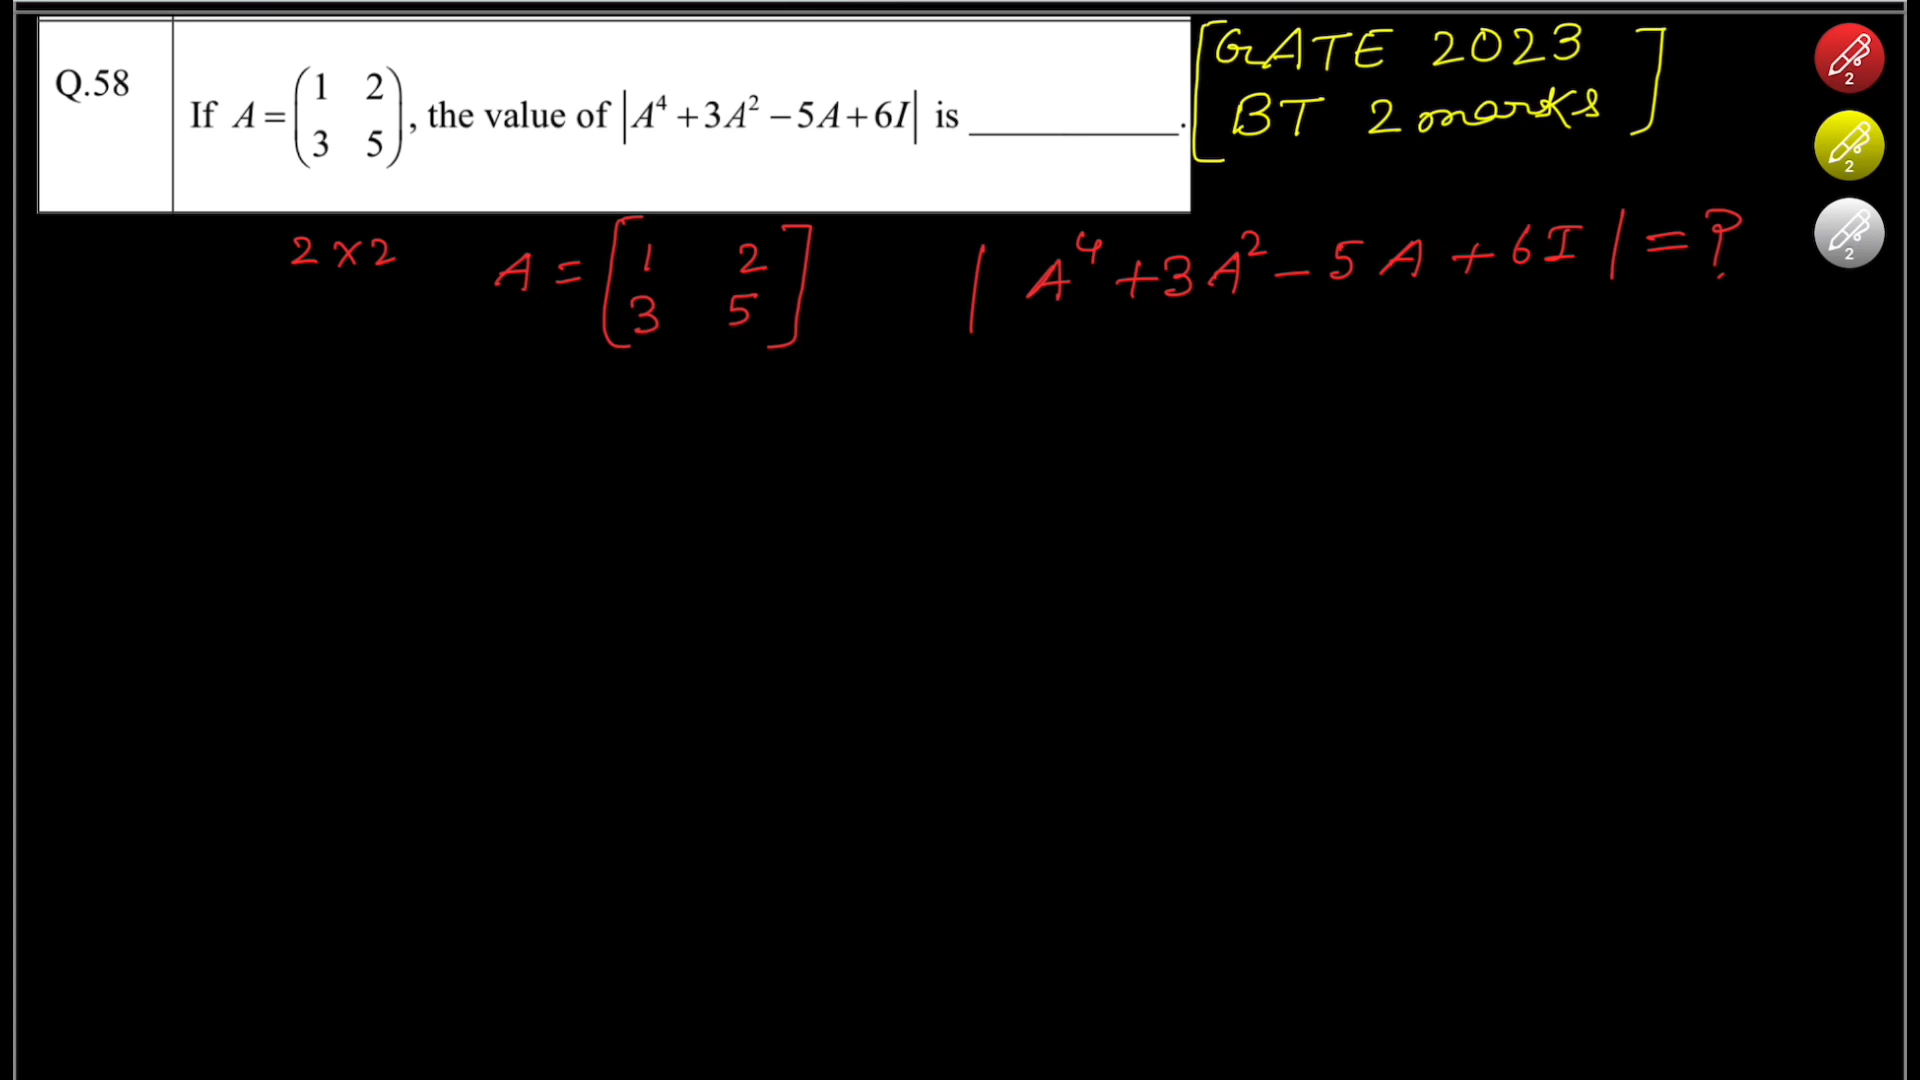 Q.58
If A = (1 2
3 5), the value of |A⁴ + 3A² − 5A + 6I| is ____________.
[GATE 2023
BT 2 marks]
2 × 2 A = [1 2
3 5] |A⁴ + 3A² − 5A + 6I| = ?
2
2
2